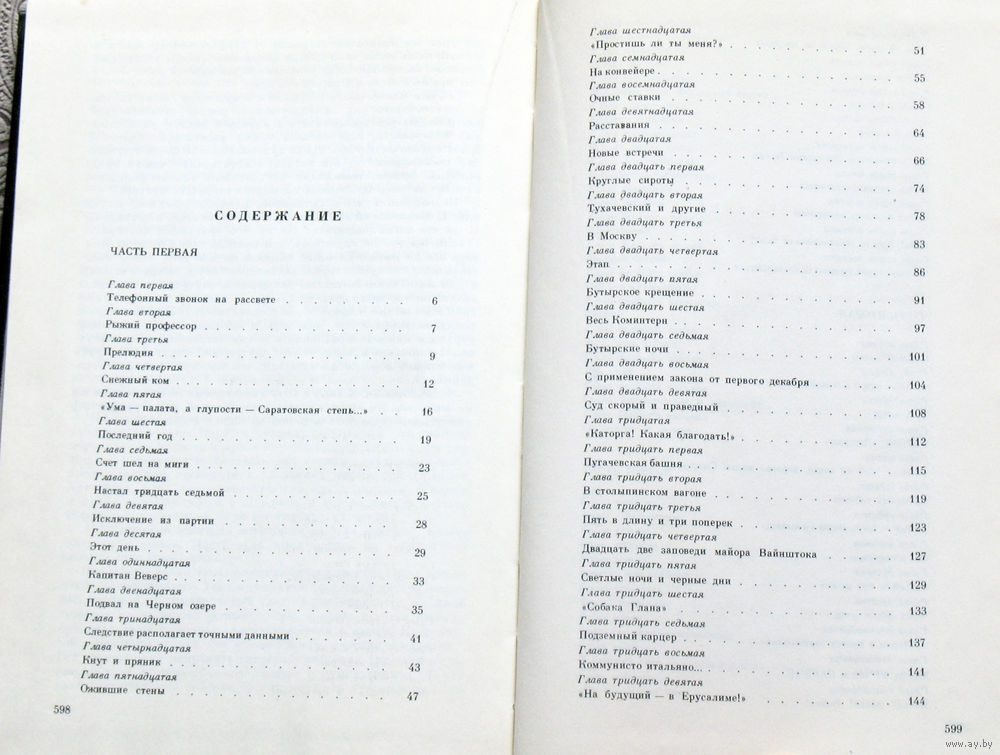 СОДЕРЖАНИЕ
ЧАСТЬ ПЕРВАЯ
Глава первая
Телефонный звонок на рассвете . . . . . . . . 6
Глава вторая
Рыжий профессор . . . . . . . . . . . . 7
Глава третья
Прелюдия . . . . . . . . . . . . . . 9
Глава четвертая
Снежный ком . . . . . . . . . . . . . 12
Глава пятая
«Ума — палата, а глупости — Саратовская степь...» . . 16
Глава шестая
Последний год . . . . . . . . . . . . 19
Глава седьмая
Счет шел на миги . . . . . . . . . . . 23
Глава восьмая
Настал тридцать седьмой . . . . . . . . . 25
Глава девятая
Исключение из партии . . . . . . . . . . 28
Глава десятая
Этот день . . . . . . . . . . . . . . 29
Глава одиннадцатая
Капитан Веверс . . . . . . . . . . . . 33
Глава двенадцатая
Подвал на Черном озере . . . . . . . . . 35
Глава тринадцатая
Следствие располагает точными данными . . . . . 41
Глава четырнадцатая
Кнут и пряник . . . . . . . . . . . . 43
Глава пятнадцатая
Ожившие стены . . . . . . . . . . . . 47
598
Глава шестнадцатая
«Простишь ли ты меня?» . . . . . . . . . 51
Глава семнадцатая
На конвейере . . . . . . . . . . . . . 55
Глава восемнадцатая
Очные ставки . . . . . . . . . . . . . 58
Глава девятнадцатая
Расставания . . . . . . . . . . . . . 64
Глава двадцатая
Новые встречи . . . . . . . . . . . . 66
Глава двадцать первая
Круглые сироты . . . . . . . . . . . . 74
Глава двадцать вторая
Тухачевский и другие . . . . . . . . . . 78
Глава двадцать третья
В Москву . . . . . . . . . . . . . . 83
Глава двадцать четвертая
Этап . . . . . . . . . . . . . . . 86
Глава двадцать пятая
Бутырское крещение . . . . . . . . . . . 91
Глава двадцать шестая
Весь Коминтерн . . . . . . . . . . . . 97
Глава двадцать седьмая
Бутырские ночи . . . . . . . . . . . . 101
Глава двадцать восьмая
С применением закона от первого декабря . . . . . 104
Глава двадцать девятая
Суд скорый и праведный . . . . . . . . . 108
Глава тридцатая
«Каторга! Какая благодать!» . . . . . . . . 112
Глава тридцать первая
Пугачевская башня . . . . . . . . . . . 115
Глава тридцать вторая
В столыпинском вагоне . . . . . . . . . . 119
Глава тридцать третья
Пять в длину и три поперек . . . . . . . . 123
Глава тридцать четвертая
Двадцать две заповеди майора Вайнштока . . . . . 127
Глава тридцать пятая
Светлые ночи и черные дни . . . . . . . . 129
Глава тридцать шестая
«Собака Глана» . . . . . . . . . . . . 133
Глава тридцать седьмая
Подземный карцер . . . . . . . . . . . 137
Глава тридцать восьмая
Коммунисто итальяно... . . . . . . . . . . 141
Глава тридцать девятая
«На будущий — в Ерусалиме!» . . . . . . . . 144
599
www.ay.by